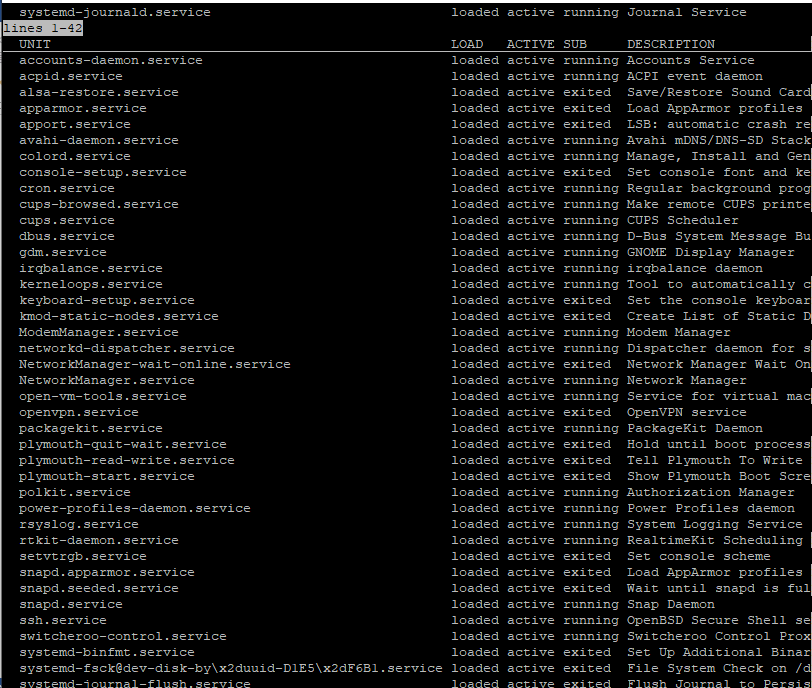 systemd-journald.service loaded active running Journal Service
lines 1-42
UNIT LOAD ACTIVE SUB DESCRIPTION
accounts-daemon.service loaded active running Accounts Service
acpid.service loaded active running ACPI event daemon
alsa-restore.service loaded active exited Save/Restore Sound Card
apparmor.service loaded active exited Load AppArmor profiles
apport.service loaded active exited LSB: automatic crash re
avahi-daemon.service loaded active running Avahi mDNS/DNS-SD Stack
colord.service loaded active running Manage, Install and Gen
console-setup.service loaded active exited Set console font and ke
cron.service loaded active running Regular background prog
cups-browsed.service loaded active running Make remote CUPS printe
cups.service loaded active running CUPS Scheduler
dbus.service loaded active running D-Bus System Message Bu
gdm.service loaded active running GNOME Display Manager
irqbalance.service loaded active running irqbalance daemon
kerneloops.service loaded active running Tool to automatically c
keyboard-setup.service loaded active exited Set the console keyboar
kmod-static-nodes.service loaded active exited Create List of Static D
ModemManager.service loaded active running Modem Manager
networkd-dispatcher.service loaded active running Dispatcher daemon for s
NetworkManager-wait-online.service loaded active exited Network Manager Wait On
NetworkManager.service loaded active running Network Manager
open-vm-tools.service loaded active running Service for virtual mac
openvpn.service loaded active exited OpenVPN service
packagekit.service loaded active running PackageKit Daemon
plymouth-quit-wait.service loaded active exited Hold until boot process
plymouth-read-write.service loaded active exited Tell Plymouth To Write
plymouth-start.service loaded active exited Show Plymouth Boot Scre
polkit.service loaded active running Authorization Manager
power-profiles-daemon.service loaded active running Power Profiles daemon
rsyslog.service loaded active running System Logging Service
rtkit-daemon.service loaded active running RealtimeKit Scheduling
setvtrgb.service loaded active exited Set console scheme
snapd.apparmor.service loaded active exited Load AppArmor profiles
snapd.seeded.service loaded active exited Wait until snapd is ful
snapd.service loaded active running Snap Daemon
ssh.service loaded active running OpenBSD Secure Shell se
switcheroo-control.service loaded active running Switcheroo Control Prox
systemd-binfmt.service loaded active exited Set Up Additional Binar
systemd-fsck@dev-disk-by\x2duuid-D1E5\x2dF6B1.service loaded active exited File System Check on /d
systemd-journal-flush.service loaded active exited Flush Journal to Persis